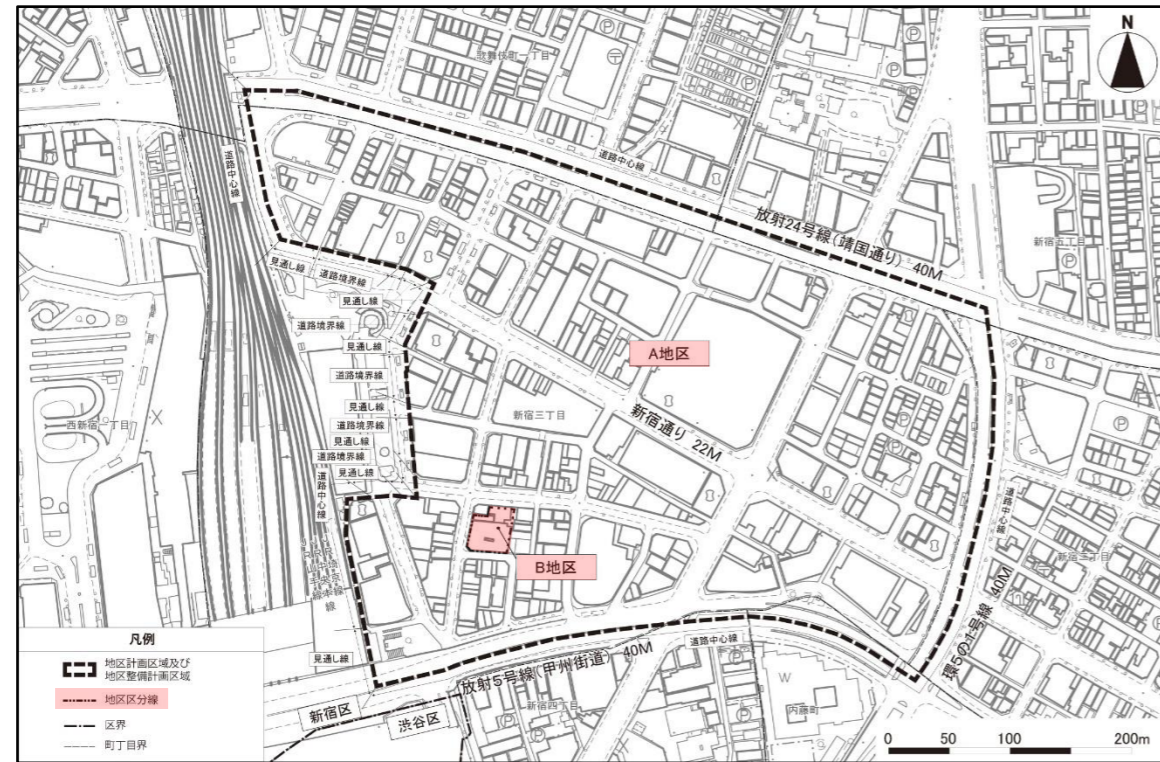 N
歌舞伎町一丁目
道路中心線
道路中心線
放射24号線(靖国通り) 40M
新宿五丁目
見通し線
道路境界線
見通し線
道路境界線
見通し線
A地区
道路境界線
見通し線
新宿三丁目
西新宿一丁目
道路境界線
新宿通り 22M
見通し線
道路境界線
見通し線
道路中心線
道路中心線
B地区
新宿三丁目
環5の1号線(40M)
凡例
地区計画区域及び
地区整備計画区域
地区区分線
区界
町丁目界
見通し線
道路中心線
放射5号線(甲州街道) 40M
新宿区
渋谷区
新宿四丁目
内藤町
0 50 100 200m